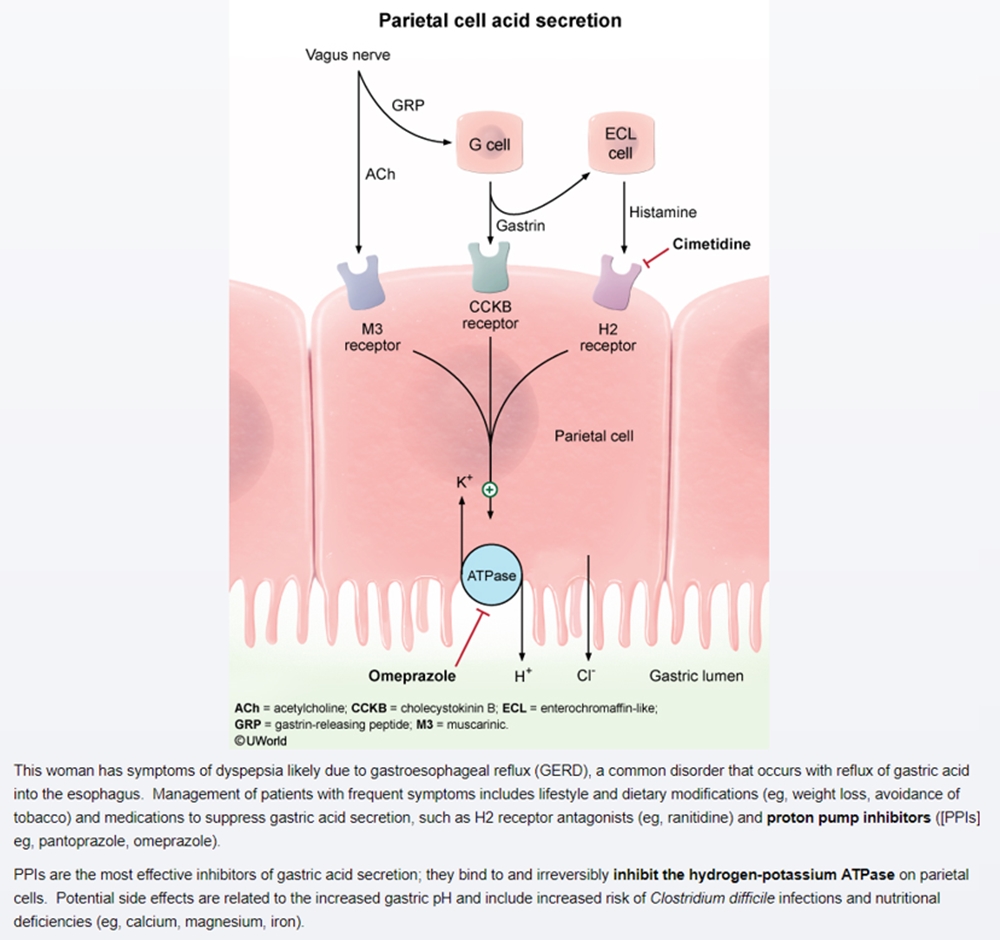 Parietal cell acid secretion
Vagus nerve
GRP
G cell
ECL
cell
ACh
Gastrin
Histamine
Cimetidine
M3
receptor
CCKB
receptor
H2
receptor
Parietal cell
K⁺
+
ATPase
Omeprazole
H⁺
Cl⁻
Gastric lumen
ACh = acetylcholine; CCKB = cholecystokinin B; ECL = enterochromaffin-like;
GRP = gastrin-releasing peptide; M3 = muscarinic.
©UWorld
This woman has symptoms of dyspepsia likely due to gastroesophageal reflux (GERD), a common disorder that occurs with reflux of gastric acid
into the esophagus. Management of patients with frequent symptoms includes lifestyle and dietary modifications (eg, weight loss, avoidance of
tobacco) and medications to suppress gastric acid secretion, such as H2 receptor antagonists (eg, ranitidine) and proton pump inhibitors ([PPIs]
eg, pantoprazole, omeprazole).
PPIs are the most effective inhibitors of gastric acid secretion; they bind to and irreversibly inhibit the hydrogen-potassium ATPase on parietal
cells. Potential side effects are related to the increased gastric pH and include increased risk of Clostridium difficile infections and nutritional
deficiencies (eg, calcium, magnesium, iron).